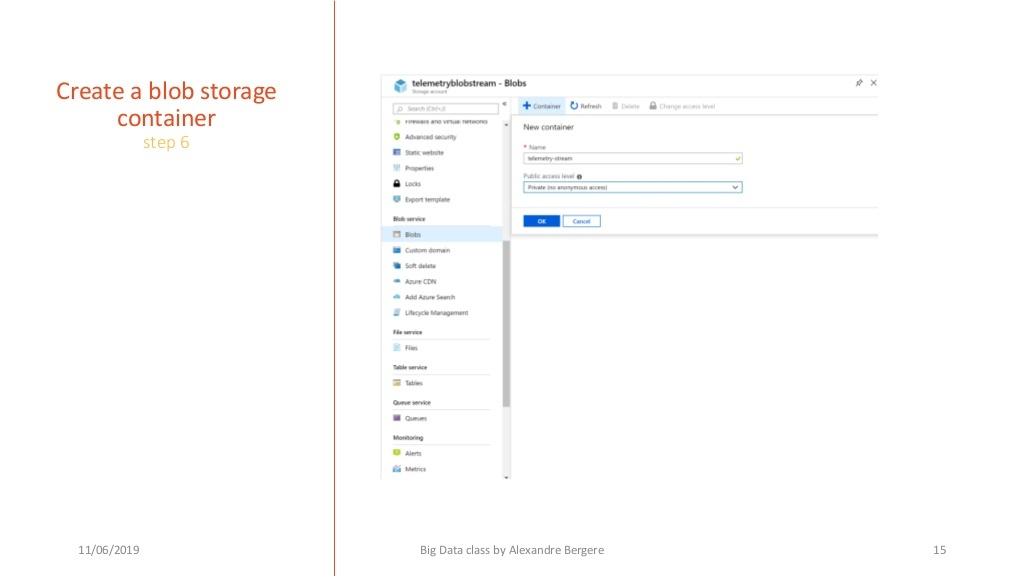 Create a blob storage
container
step 6
telemetryblobstream - Blobs
Storage account
Search (Ctrl+/)
Firewalls and virtual networks
Advanced security
Static website
Properties
Locks
Export template
Blob service
Blobs
Custom domain
Soft delete
Azure CDN
Add Azure Search
Lifecycle Management
File service
Files
Table service
Tables
Queue service
Queues
Monitoring
Alerts
Metrics
Container Refresh Delete Change access level
New container
* Name
telemetry-stream
Public access level
Private (no anonymous access)
OK Cancel
11/06/2019
Big Data class by Alexandre Bergere
15